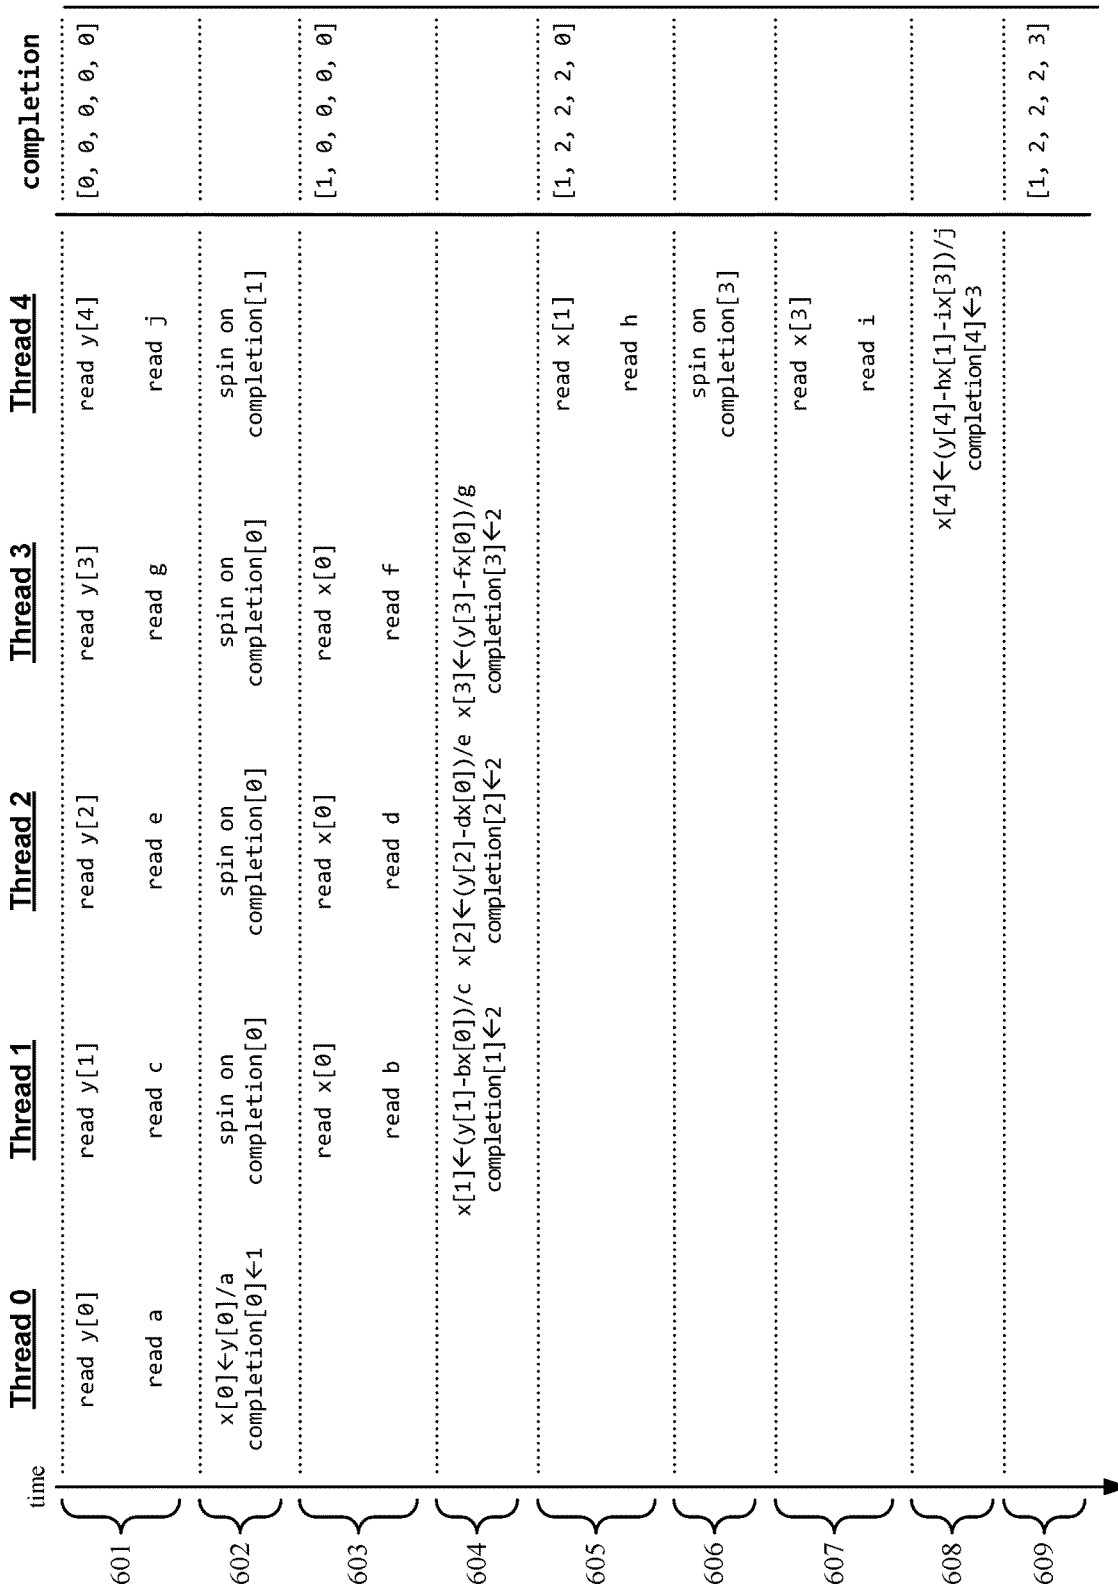 time
Thread 0
Thread 1
Thread 2
Thread 3
Thread 4
completion
601
read y[0]
read y[1]
read y[2]
read y[3]
read y[4]
[0, 0, 0, 0, 0]
read a
read c
read e
read g
read j
602
x[0]←y[0]/a
completion[0]←1
spin on
completion[0]
spin on
completion[0]
spin on
completion[0]
spin on
completion[1]
603
read x[0]
read x[0]
read x[0]
[1, 0, 0, 0, 0]
read b
read d
read f
604
x[1]←(y[1]-bx[0])/c
completion[1]←2
x[2]←(y[2]-dx[0])/e
completion[2]←2
x[3]←(y[3]-fx[0])/g
completion[3]←2
605
read x[1]
[1, 2, 2, 2, 0]
read h
606
spin on
completion[3]
607
read x[3]
read i
608
x[4]←(y[4]-hx[1]-ix[3])/j
completion[4]←3
609
[1, 2, 2, 2, 3]